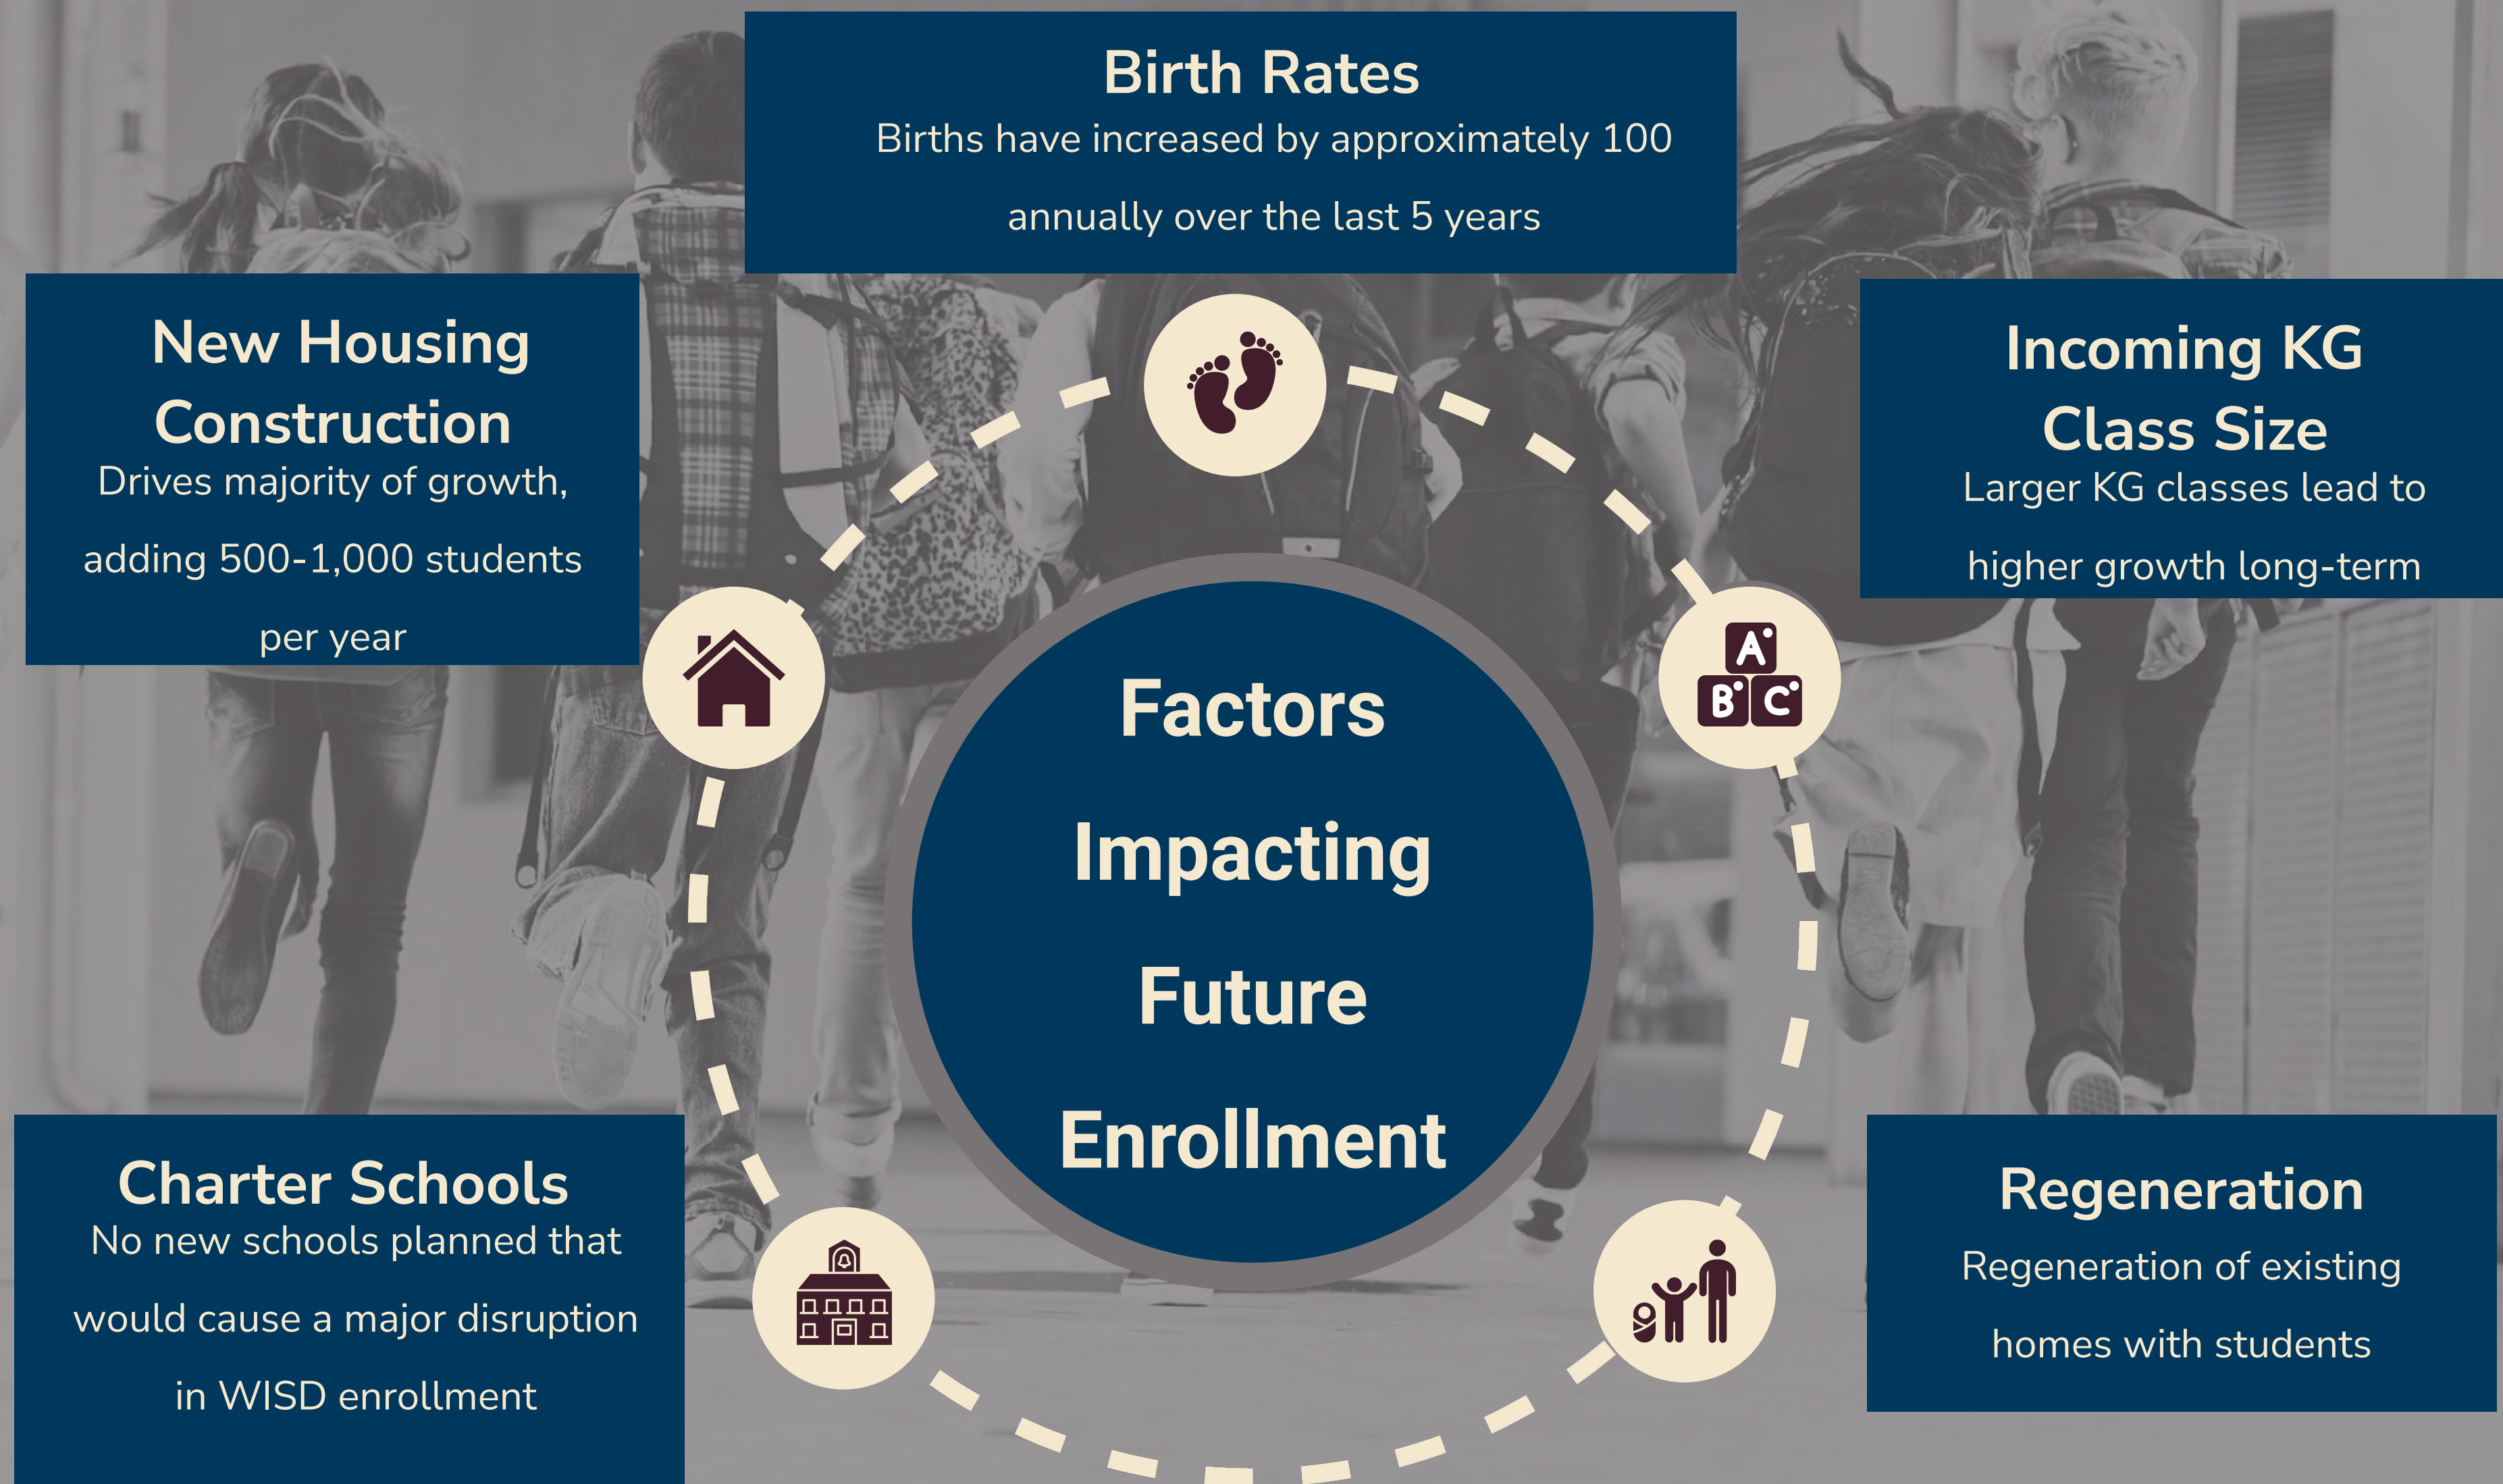 Birth Rates
Births have increased by approximately 100
annually over the last 5 years
New Housing
Construction
Drives majority of growth,
adding 500-1,000 students
per year
Incoming KG
Class Size
Larger KG classes lead to
higher growth long-term
A
B C
Factors
Impacting
Future
Enrollment
Charter Schools
No new schools planned that
would cause a major disruption
in WISD enrollment
Regeneration
Regeneration of existing
homes with students